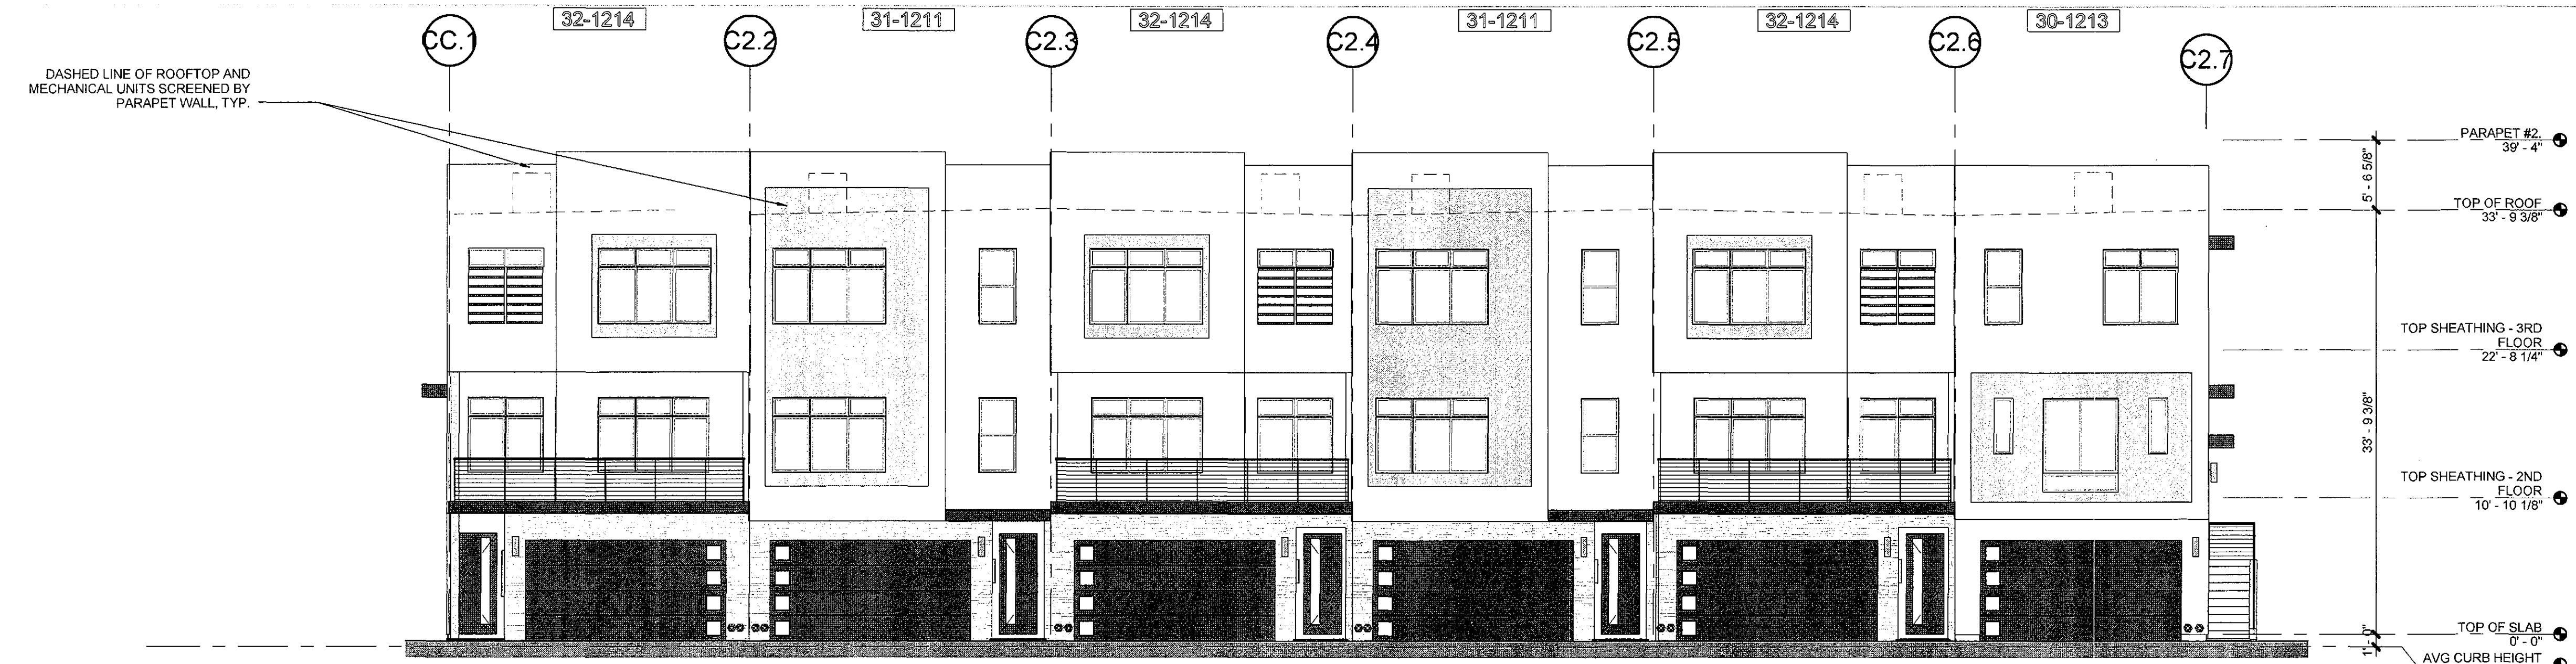 32-1214
31-1211
32-1214
31-1211
32-1214
30-1213
CC.1
C2.2
C2.3
C2.4
C2.5
C2.6
C2.7
DASHED LINE OF ROOFTOP AND
MECHANICAL UNITS SCREENED BY
PARAPET WALL, TYP.
PARAPET #2.
39' - 4"
5' - 6 5/8"
TOP OF ROOF
33' - 9 3/8"
TOP SHEATHING - 3RD
FLOOR
22' - 8 1/4"
33' - 9 3/8"
TOP SHEATHING - 2ND
FLOOR
10' - 10 1/8"
TOP OF SLAB
0' - 0"
1' - 0"
AVG CURB HEIGHT